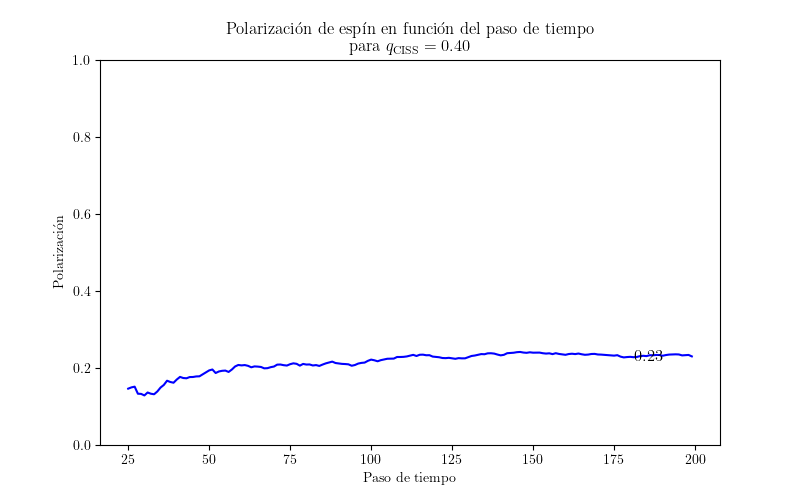 Polarización de espín en función del paso de tiempo
para q_CISS = 0.40
1.0
0.8
0.6
0.4
0.2
0.0
Polarización
0.23
25 50 75 100 125 150 175 200
Paso de tiempo